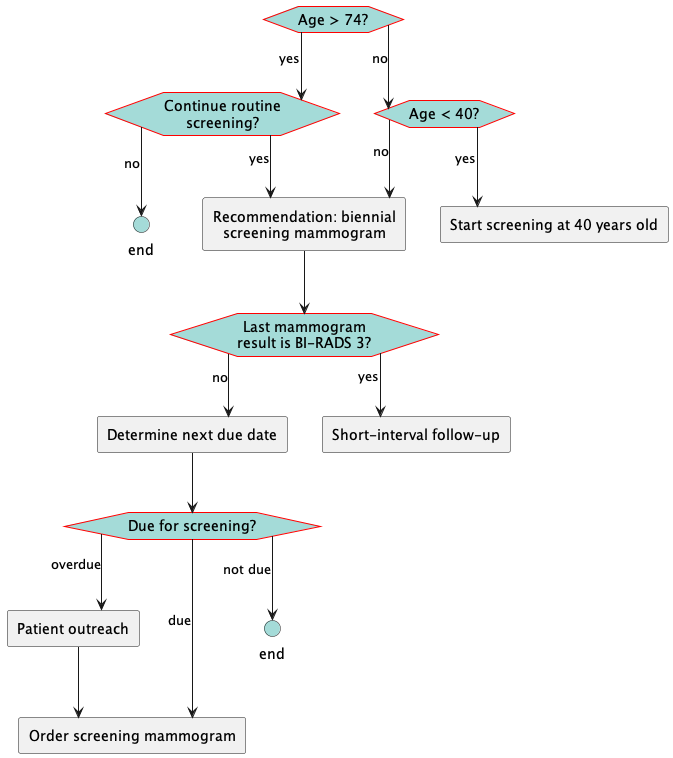 Age > 74?
yes
no
Continue routine
screening?
Age < 40?
no
yes
no
yes
Recommendation: biennial
screening mammogram
Start screening at 40 years old
end
Last mammogram
result is BI-RADS 3?
no
yes
Determine next due date
Short-interval follow-up
Due for screening?
overdue
not due
due
Patient outreach
end
Order screening mammogram